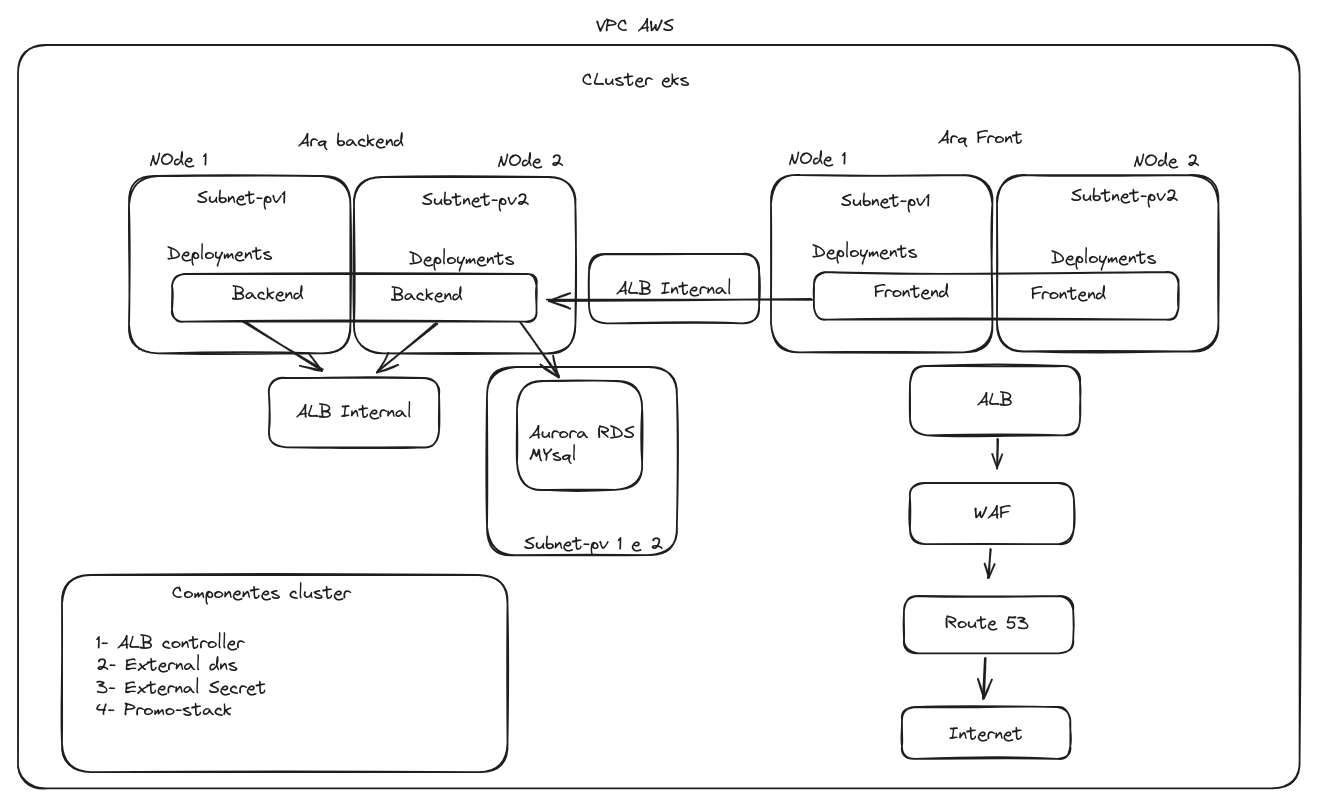 VPC AWS
CLuster eks
Arq backend
NOde 1
NOde 2
Subnet-pv1
Subtnet-pv2
Deployments
Deployments
Backend
Backend
ALB Internal
Aurora RDS
MYsql
Subnet-pv 1 e 2
ALB Internal
Arq Front
NOde 1
NOde 2
Subnet-pv1
Subtnet-pv2
Deployments
Deployments
Frontend
Frontend
ALB
WAF
Route 53
Internet
Componentes cluster
1- ALB controller
2- External dns
3- External Secret
4- Promo-stack